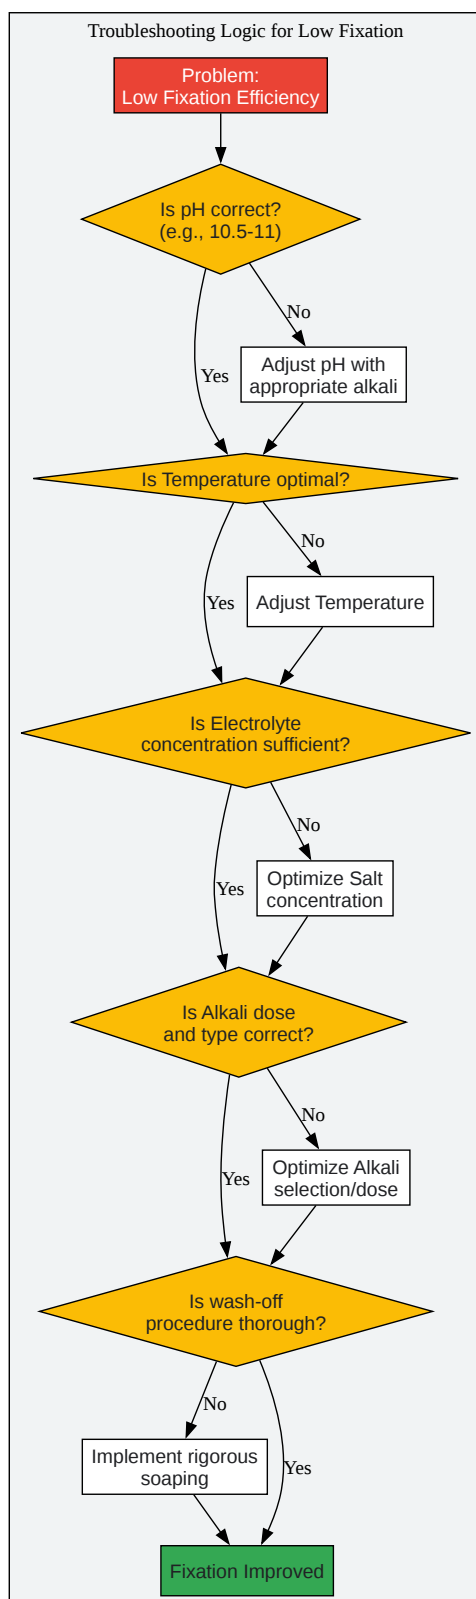 Troubleshooting Logic for Low Fixation
Problem:
Low Fixation Efficiency
Is pH correct?
(e.g., 10.5-11)
No
Yes
Adjust pH with
appropriate alkali
Is Temperature optimal?
No
Yes
Adjust Temperature
Is Electrolyte
concentration sufficient?
No
Yes
Optimize Salt
concentration
Is Alkali dose
and type correct?
No
Yes
Optimize Alkali
selection/dose
Is wash-off
procedure thorough?
No
Yes
Implement rigorous
soaping
Fixation Improved